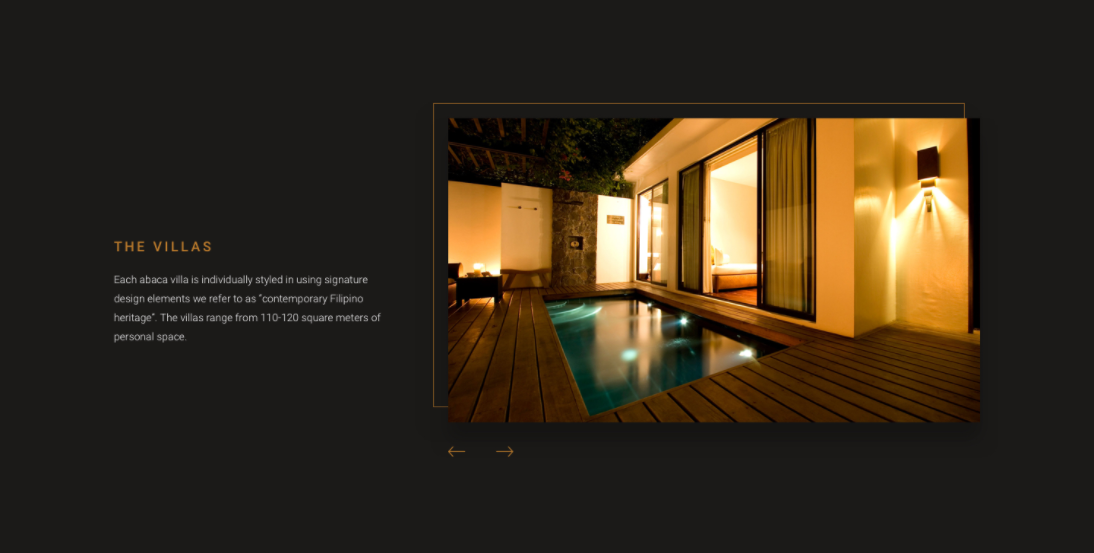 THE VILLAS
Each abaca villa is individually styled in using signature
design elements we refer to as “contemporary Filipino
heritage”. The villas range from 110-120 square meters of
personal space.